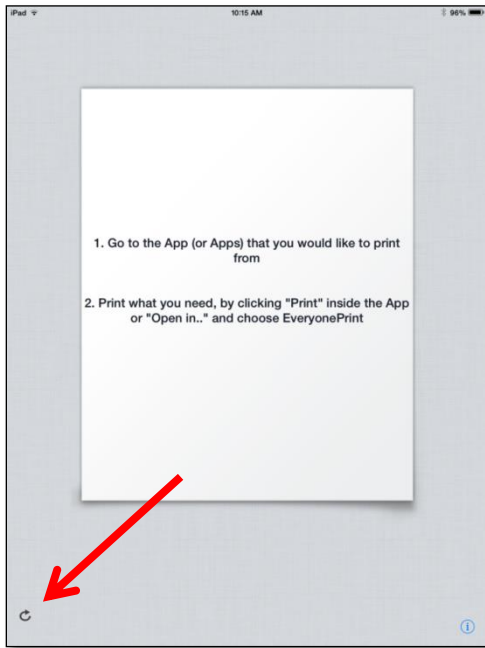 iPad 10:15 AM 96%
1. Go to the App (or Apps) that you would like to print
from
2. Print what you need, by clicking "Print" inside the App
or "Open in.." and choose EveryonePrint